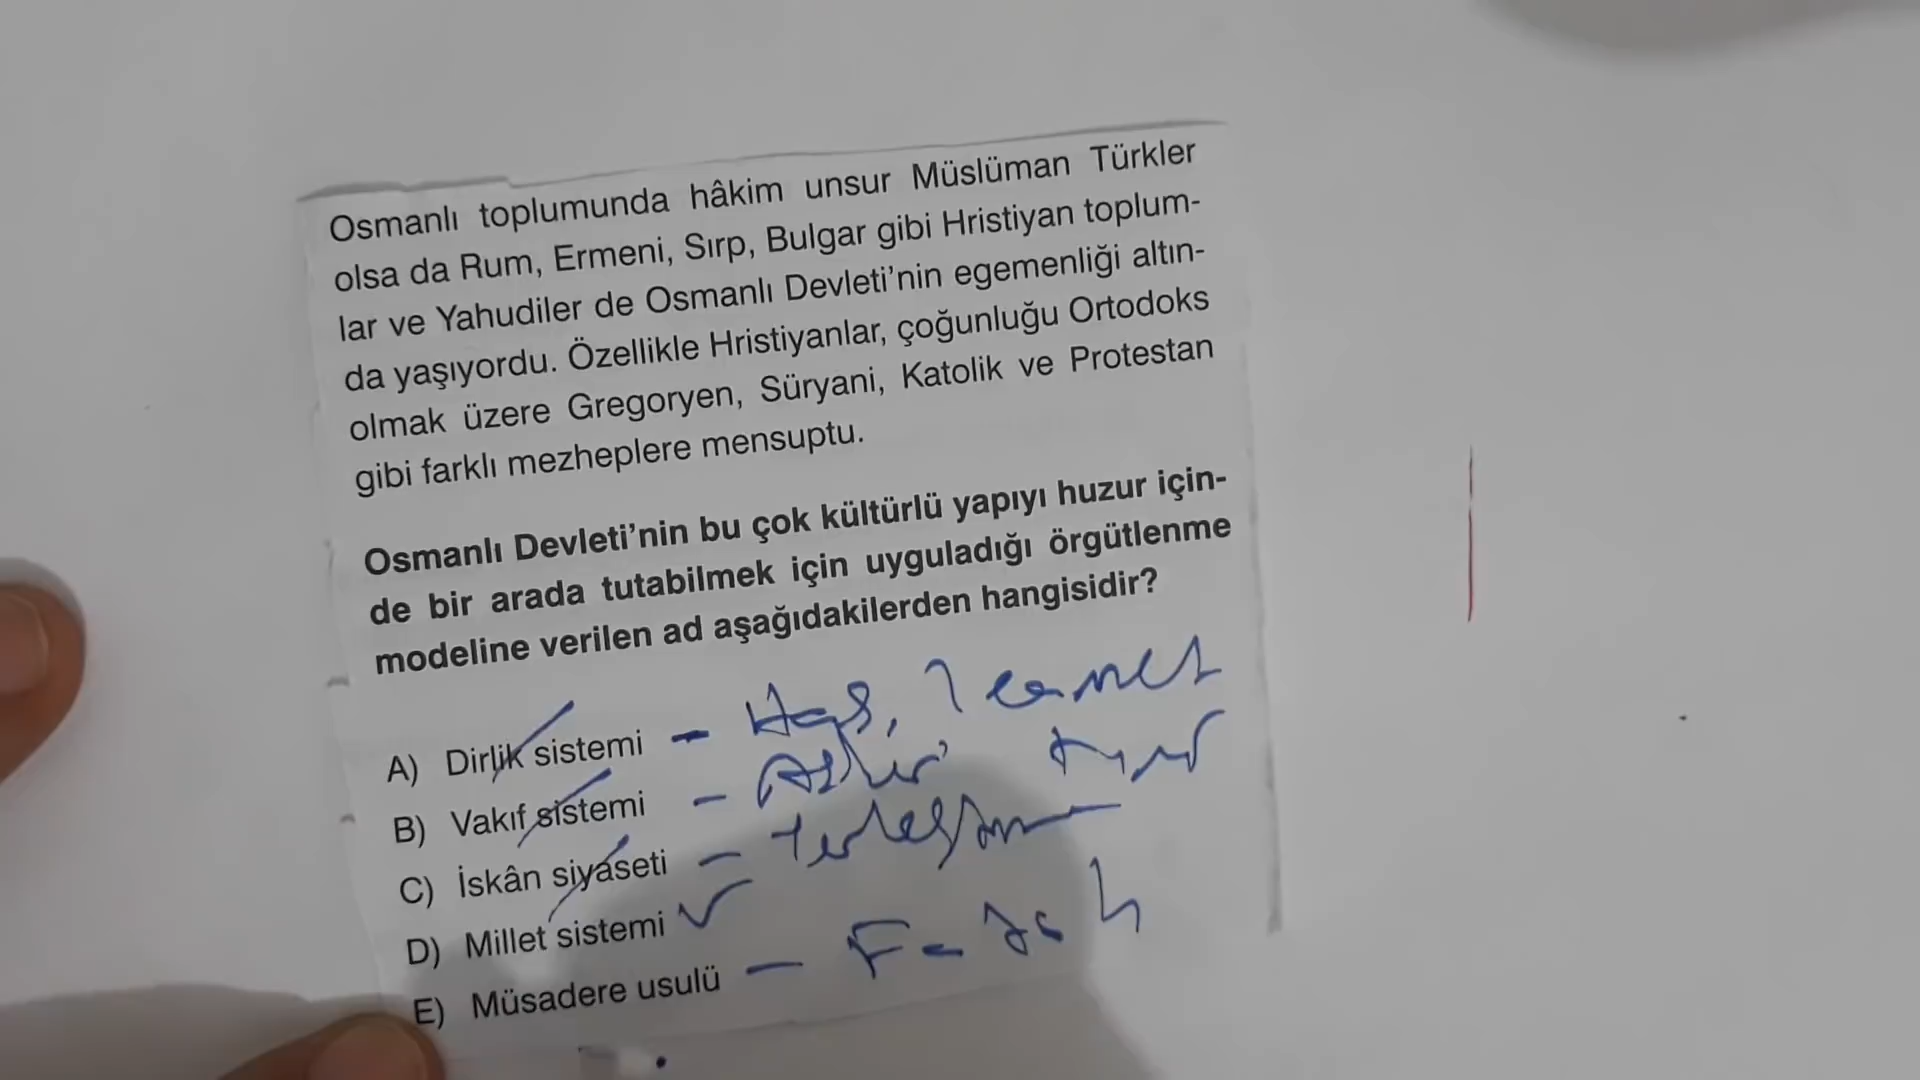 Osmanlı toplumunda hâkim unsur Müslüman Türkler
olsa da Rum, Ermeni, Sırp, Bulgar gibi Hristiyan toplum-
lar ve Yahudiler de Osmanlı Devleti'nin egemenliği altın-
da yaşıyordu. Özellikle Hristiyanlar, çoğunluğu Ortodoks
olmak üzere Gregoryen, Süryani, Katolik ve Protestan
gibi farklı mezheplere mensuptu.
Osmanlı Devleti'nin bu çok kültürlü yapıyı huzur için-
de bir arada tutabilmek için uyguladığı örgütlenme
modeline verilen ad aşağıdakilerden hangisidir?
A) Dirlik sistemi - Has,
B) Vakıf sistemi -
C) İskân siyaseti - Yerleşme
D) Millet sistemi
E) Müsadere usulü -